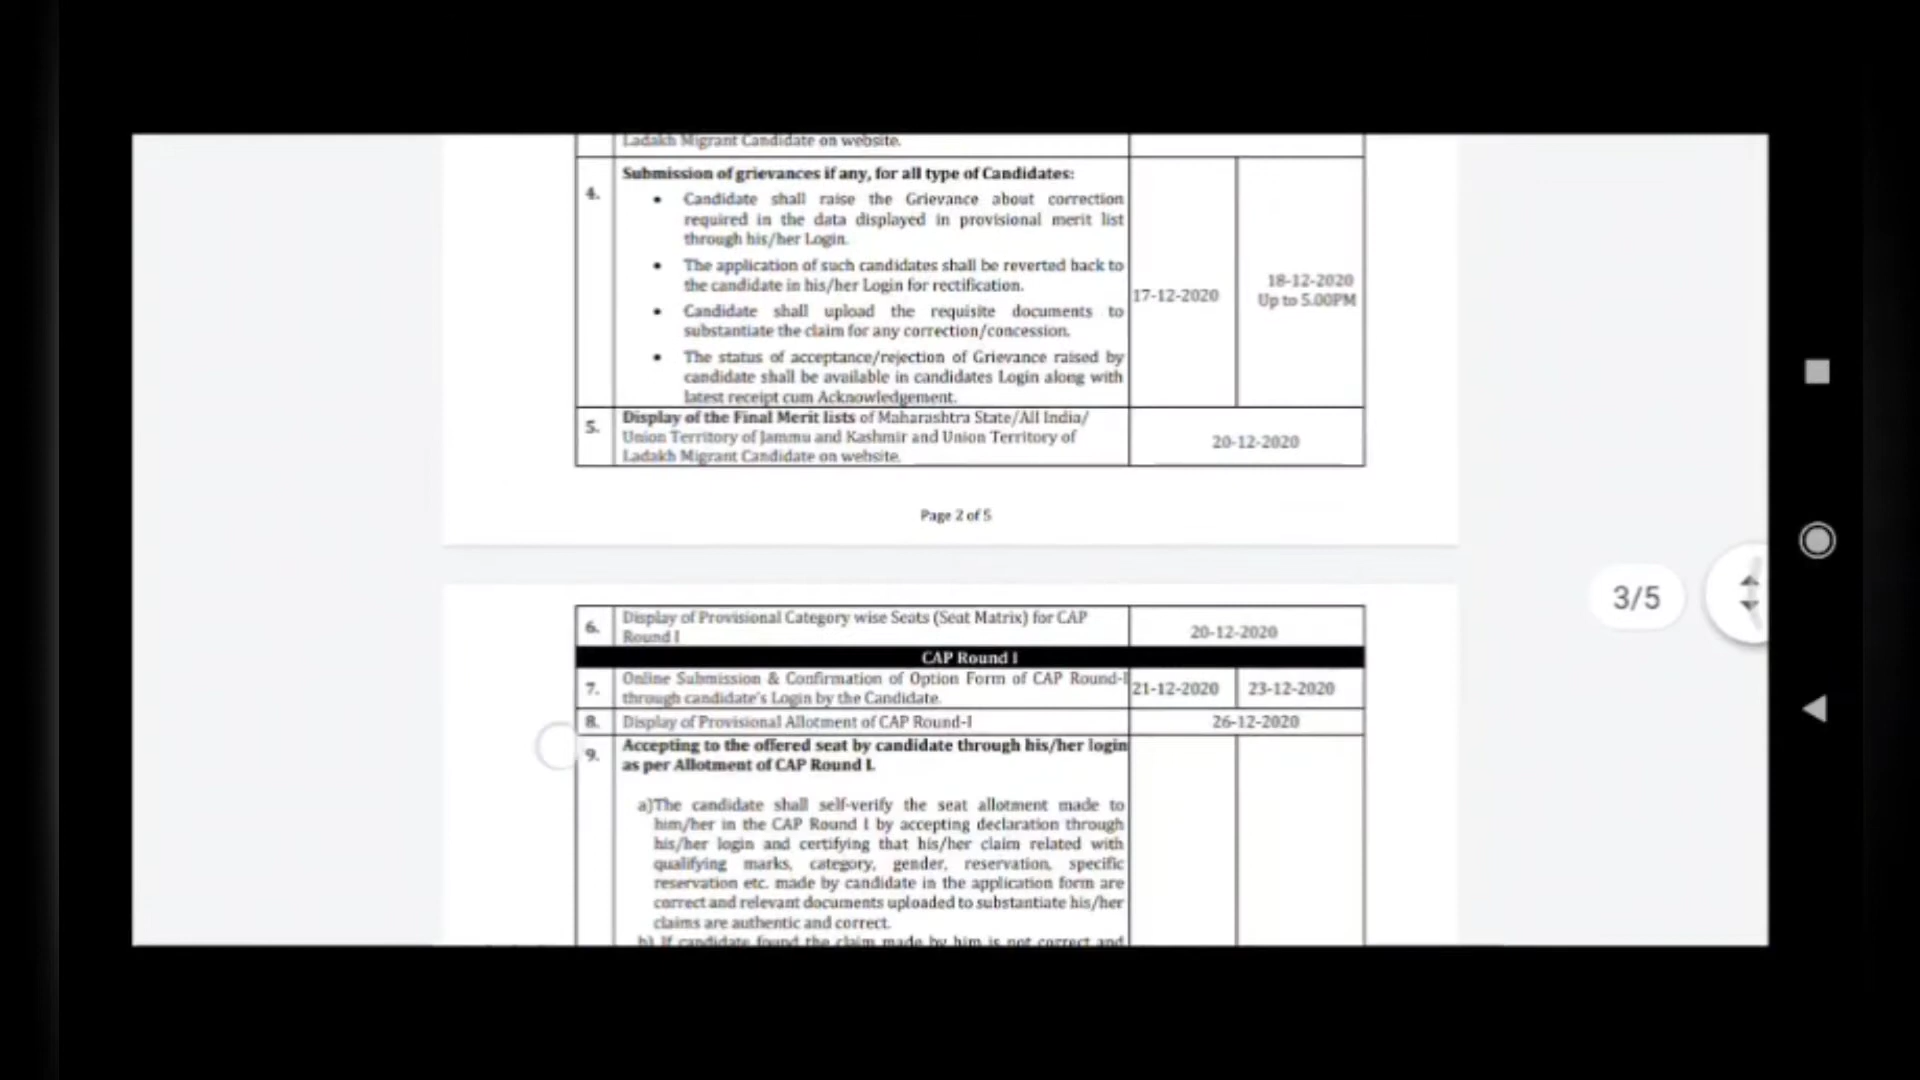 Ladakh Migrant Candidate on website.
4.
Submission of grievances if any, for all type of Candidates:
• Candidate shall raise the Grievance about correction
required in the data displayed in provisional merit list
through his/her Login.
• The application of such candidates shall be reverted back to
the candidate in his/her Login for rectification.
• Candidate shall upload the requisite documents to
substantiate the claim for any correction/concession.
• The status of acceptance/rejection of Grievance raised by
candidate shall be available in candidates Login along with
latest receipt cum Acknowledgement.
17-12-2020
18-12-2020
Up to 5.00PM
5.
Display of the Final Merit lists of Maharashtra State/All India/
Union Territory of Jammu and Kashmir and Union Territory of
Ladakh Migrant Candidate on website.
20-12-2020
Page 2 of 5
3/5
6.
Display of Provisional Category wise Seats (Seat Matrix) for CAP
Round I
20-12-2020
CAP Round I
7.
Online Submission & Confirmation of Option Form of CAP Round-I
through candidate's Login by the Candidate.
21-12-2020
23-12-2020
8.
Display of Provisional Allotment of CAP Round-I
26-12-2020
9.
Accepting to the offered seat by candidate through his/her login
as per Allotment of CAP Round I.
a)The candidate shall self-verify the seat allotment made to
him/her in the CAP Round I by accepting declaration through
his/her login and certifying that his/her claim related with
qualifying marks, category, gender, reservation, specific
reservation etc. made by candidate in the application form are
correct and relevant documents uploaded to substantiate his/her
claims are authentic and correct.
b) If candidate found the claim made by him is not correct and